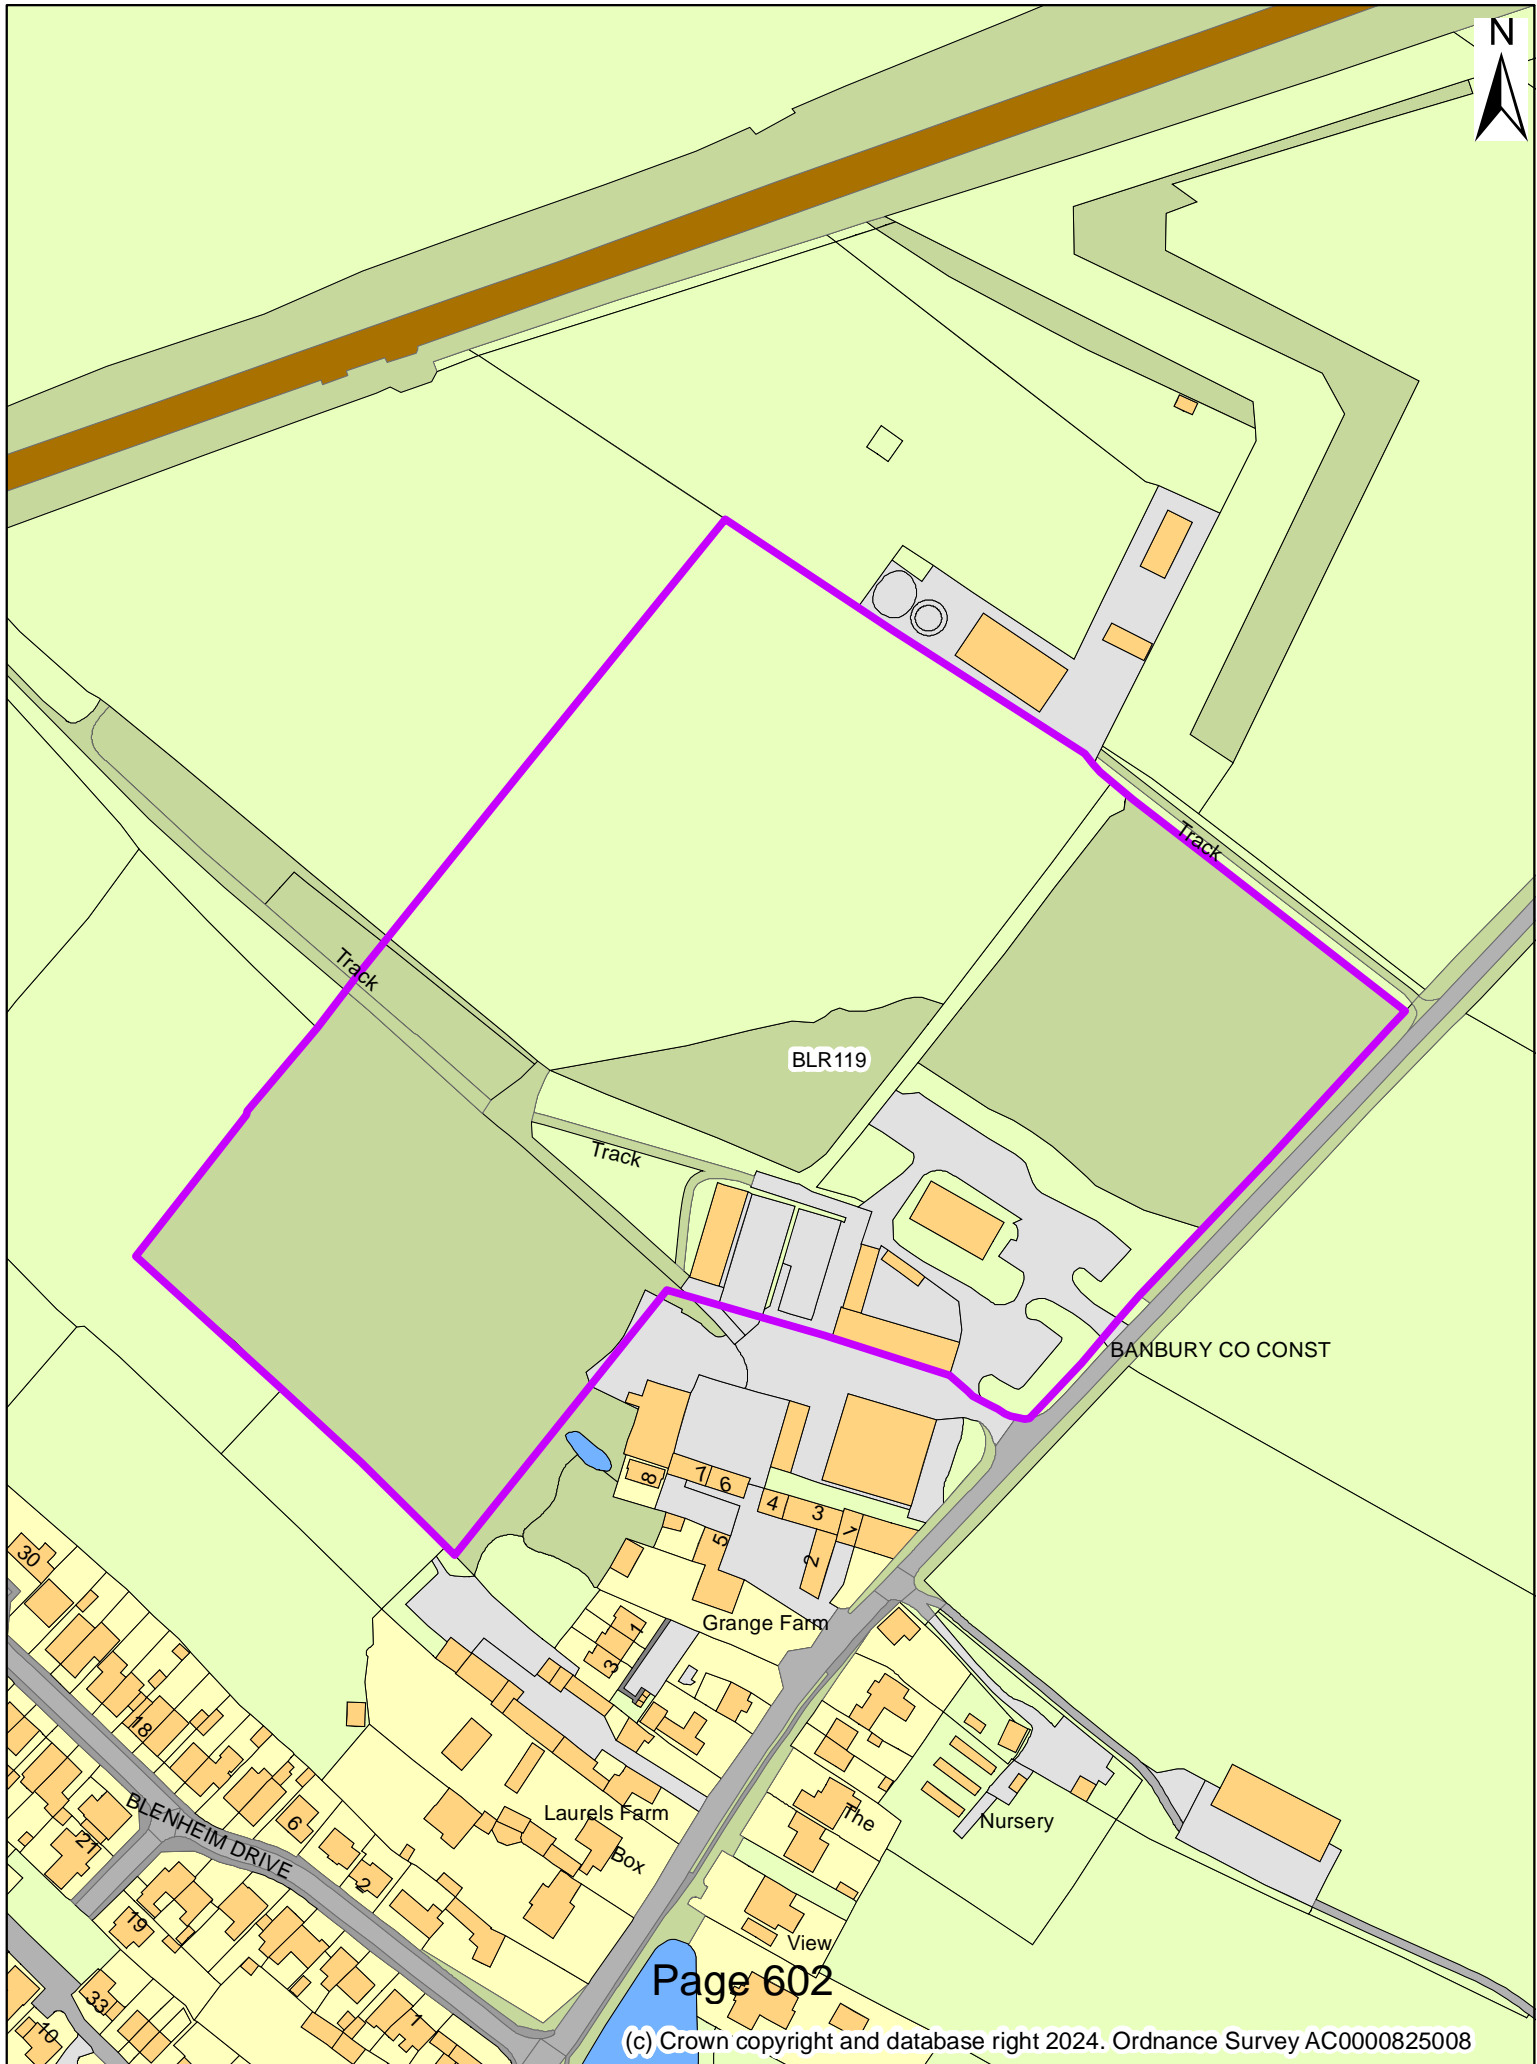 N
Track
Track
BLR119
Track
BANBURY CO CONST
8
7
6
4
3
1
5
2
30
Grange Farm
1
3
18
Laurels Farm
The
Nursery
BLENHEIM DRIVE
6
21
Box
2
19
View
Page 602
33
1
10
(c) Crown copyright and database right 2024. Ordnance Survey AC0000825008